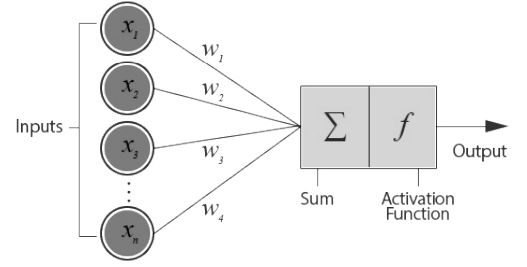 x1
w1
x2
w2
Inputs
x3
w3
Σ
f
Output
xn
w4
Sum
Activation
Function